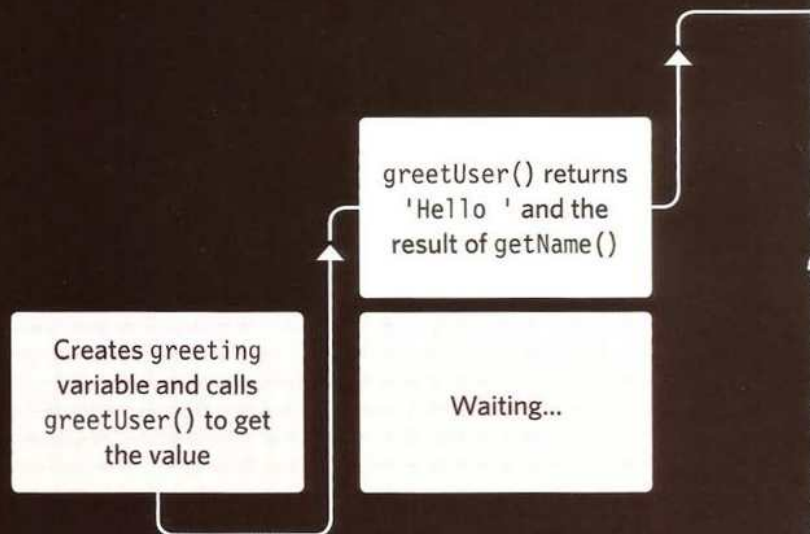 greetUser() returns
'Hello ' and the
result of getName()
Creates greeting
variable and calls
greetUser() to get
the value
Waiting...